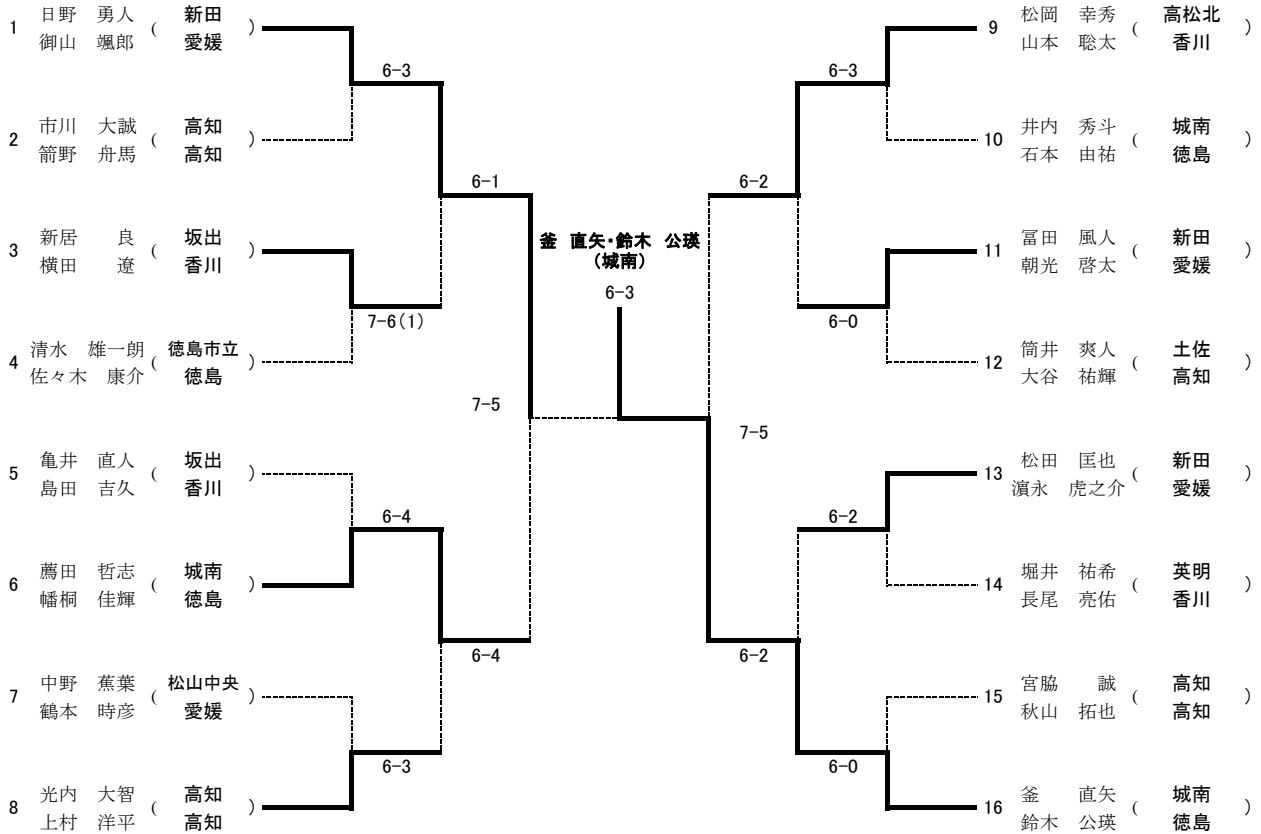 1 日野 勇人 ( 新田 )
御山 颯郎 愛媛
6-3
2 市川 大誠 ( 高知 )
箭野 舟馬 高知
6-1
3 新居 良 ( 坂出 )
横田 遼 香川
7-6(1)
4 清水 雄一朗 ( 徳島市立 )
佐々木 康介 徳島
7-5
5 亀井 直人 ( 坂出 )
島田 吉久 香川
6-4
6 薦田 哲志 ( 城南 )
幡桐 佳輝 徳島
6-4
7 中野 蕉葉 ( 松山中央 )
鶴本 時彦 愛媛
6-3
8 光内 大智 ( 高知 )
上村 洋平 高知
釜 直矢・鈴木 公瑛
(城南)
6-3
9 松岡 幸秀 ( 高松北 )
山本 聡太 香川
6-3
10 井内 秀斗 ( 城南 )
石本 由祐 徳島
6-2
11 冨田 風人 ( 新田 )
朝光 啓太 愛媛
6-0
12 筒井 爽人 ( 土佐 )
大谷 祐輝 高知
7-5
13 松田 匡也 ( 新田 )
濵永 虎之介 愛媛
6-2
14 堀井 祐希 ( 英明 )
長尾 亮佑 香川
6-2
15 宮脇 誠 ( 高知 )
秋山 拓也 高知
6-0
16 釜 直矢 ( 城南 )
鈴木 公瑛 徳島